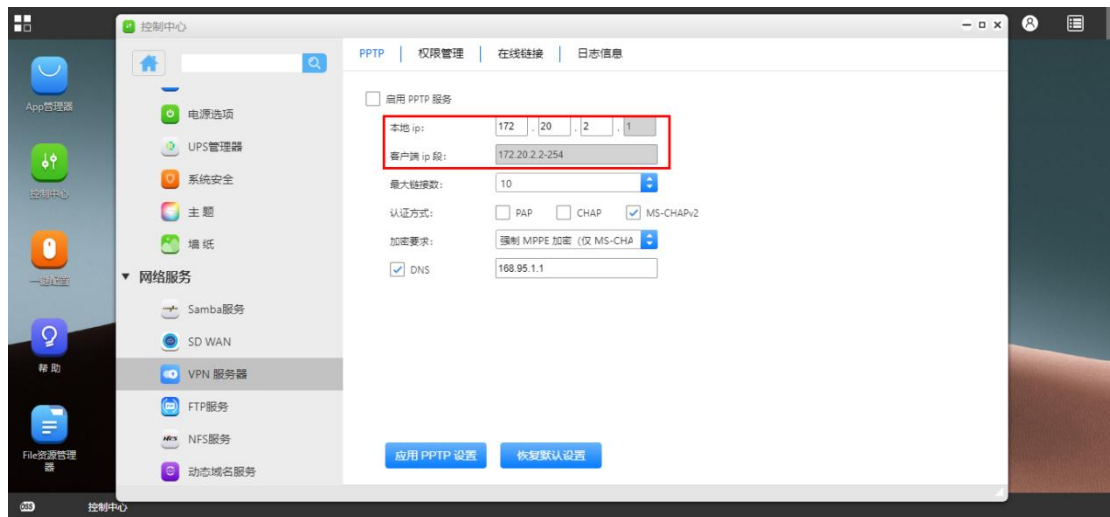 控制中心
App管理器
控制中心
一键配置
帮 助
File资源管理
器
电源选项
UPS管理器
系统安全
主 题
墙 纸
网络服务
Samba服务
SD WAN
VPN 服务器
FTP服务
NFS
NFS服务
动态域名服务
PPTP
权限管理
在线链接
日志信息
启用 PPTP 服务
本地 ip:
172 . 20 . 2 . 1
客户端 ip 段:
172.20.2.2-254
最大链接数:
10
认证方式:
PAP
CHAP
MS-CHAPv2
加密要求:
强制 MPPE 加密（仅 MS-CHA
DNS
168.95.1.1
应用 PPTP 设置
恢复默认设置
控制中心